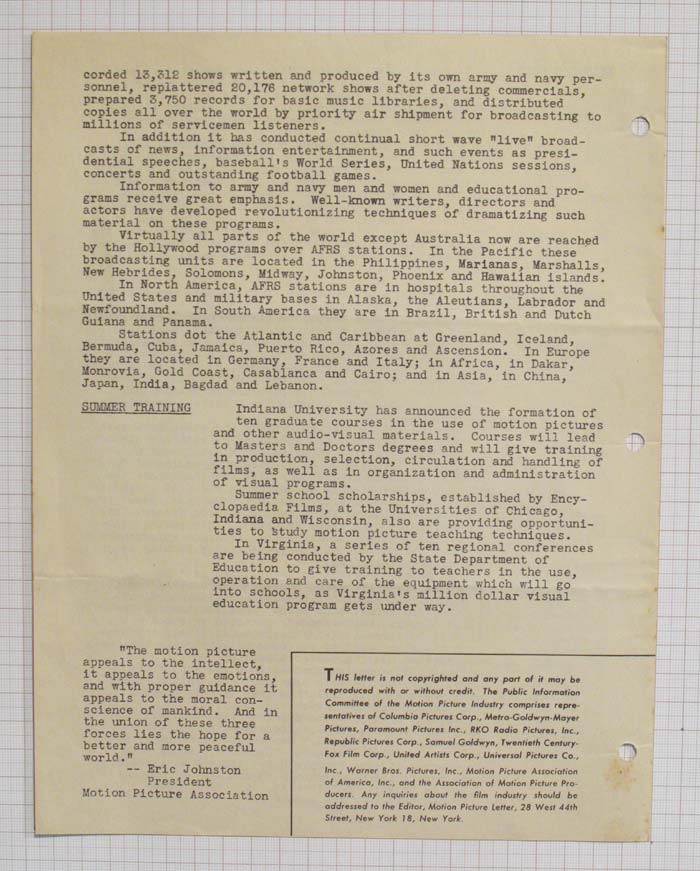 corded 13,312 shows written and produced by its own army and navy per-
sonnel, replattered 20,176 network shows after deleting commercials,
prepared 3,750 records for basic music libraries, and distributed
copies all over the world by priority air shipment for broadcasting to
millions of servicemen listeners.
In addition it has conducted continual short wave "live" broad-
casts of news, information entertainment, and such events as presi-
dential speeches, baseball's World Series, United Nations sessions,
concerts and outstanding football games.
Information to army and navy men and women and educational pro-
grams receive great emphasis. Well-known writers, directors and
actors have developed revolutionizing techniques of dramatizing such
material on these programs.
Virtually all parts of the world except Australia now are reached
by the Hollywood programs over AFRS stations. In the Pacific these
broadcasting units are located in the Philippines, Marianas, Marshalls,
New Hebrides, Solomons, Midway, Johnston, Phoenix and Hawaiian islands.
In North America, AFRS stations are in hospitals throughout the
United States and military bases in Alaska, the Aleutians, Labrador and
Newfoundland. In South America they are in Brazil, British and Dutch
Guiana and Panama.
Stations dot the Atlantic and Caribbean at Greenland, Iceland,
Bermuda, Cuba, Jamaica, Puerto Rico, Azores and Ascension. In Europe
they are located in Germany, France and Italy; in Africa, in Dakar,
Monrovia, Gold Coast, Casablanca and Cairo; and in Asia, in China,
Japan, India, Bagdad and Lebanon.
SUMMER TRAINING
Indiana University has announced the formation of
ten graduate courses in the use of motion pictures
and other audio-visual materials. Courses will lead
to Masters and Doctors degrees and will give training
in production, selection, circulation and handling of
films, as well as in organization and administration
of visual programs.
Summer school scholarships, established by Ency-
clopaedia Films, at the Universities of Chicago,
Indiana and Wisconsin, also are providing opportuni-
ties to study motion picture teaching techniques.
In Virginia, a series of ten regional conferences
are being conducted by the State Department of
Education to give training to teachers in the use,
operation and care of the equipment which will go
into schools, as Virginia's million dollar visual
education program gets under way.
"The motion picture
appeals to the intellect,
it appeals to the emotions,
and with proper guidance it
appeals to the moral con-
science of mankind. And in
the union of these three
forces lies the hope for a
better and more peaceful
world."
-- Eric Johnston
President
Motion Picture Association
THIS letter is not copyrighted and any part of it may be
reproduced with or without credit. The Public Information
Committee of the Motion Picture Industry comprises repre-
sentatives of Columbia Pictures Corp., Metro-Goldwyn-Mayer
Pictures, Paramount Pictures Inc., RKO Radio Pictures, Inc.,
Republic Pictures Corp., Samuel Goldwyn, Twentieth Century-
Fox Film Corp., United Artists Corp., Universal Pictures Co.,
Inc., Warner Bros. Pictures, Inc., Motion Picture Association
of America, Inc., and the Association of Motion Picture Pro-
ducers. Any inquiries about the film industry should be
addressed to the Editor, Motion Picture Letter, 28 West 44th
Street, New York 18, New York.